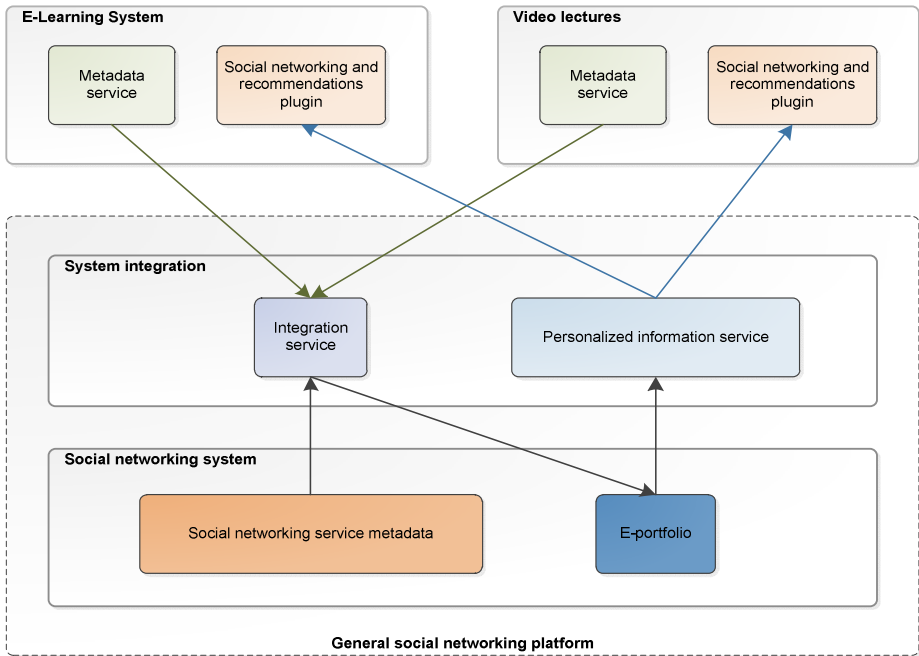 E-Learning System
Metadata
service
Social networking and
recommendations
plugin
Video lectures
Metadata
service
Social networking and
recommendations
plugin
System integration
Integration
service
Personalized information service
Social networking system
Social networking service metadata
E-portfolio
General social networking platform